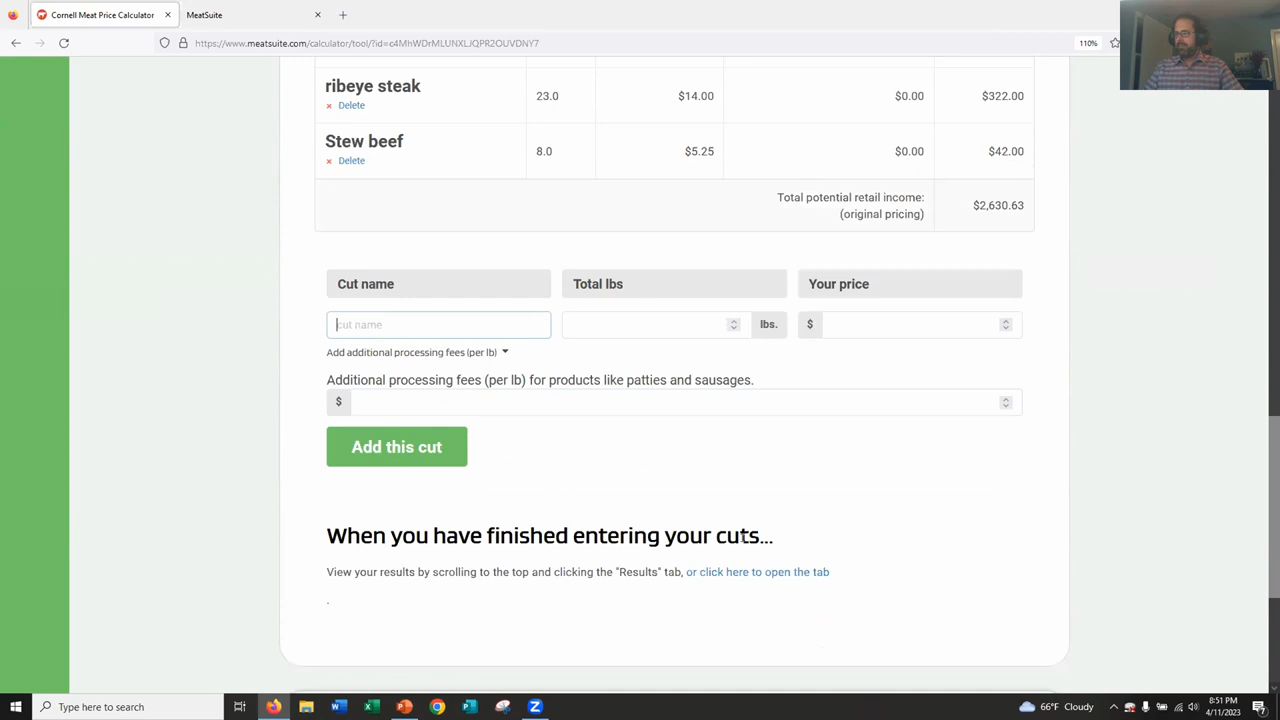 Cornell Meat Price Calculator
MeatSuite
https://www.meatsuite.com/calculator/tool/?id=c4MhWDrMLUNXLJQPR2OUVDNY7
110%
ribeye steak 23.0 $14.00 $0.00 $322.00
× Delete
Stew beef 8.0 $5.25 $0.00 $42.00
× Delete
Total potential retail income: $2,630.63
(original pricing)
Cut name Total lbs Your price
cut name lbs. $
Add additional processing fees (per lb)
Additional processing fees (per lb) for products like patties and sausages.
$
Add this cut
When you have finished entering your cuts...
View your results by scrolling to the top and clicking the "Results" tab, or click here to open the tab
.
Type here to search
66°F Cloudy
8:51 PM
4/11/2023